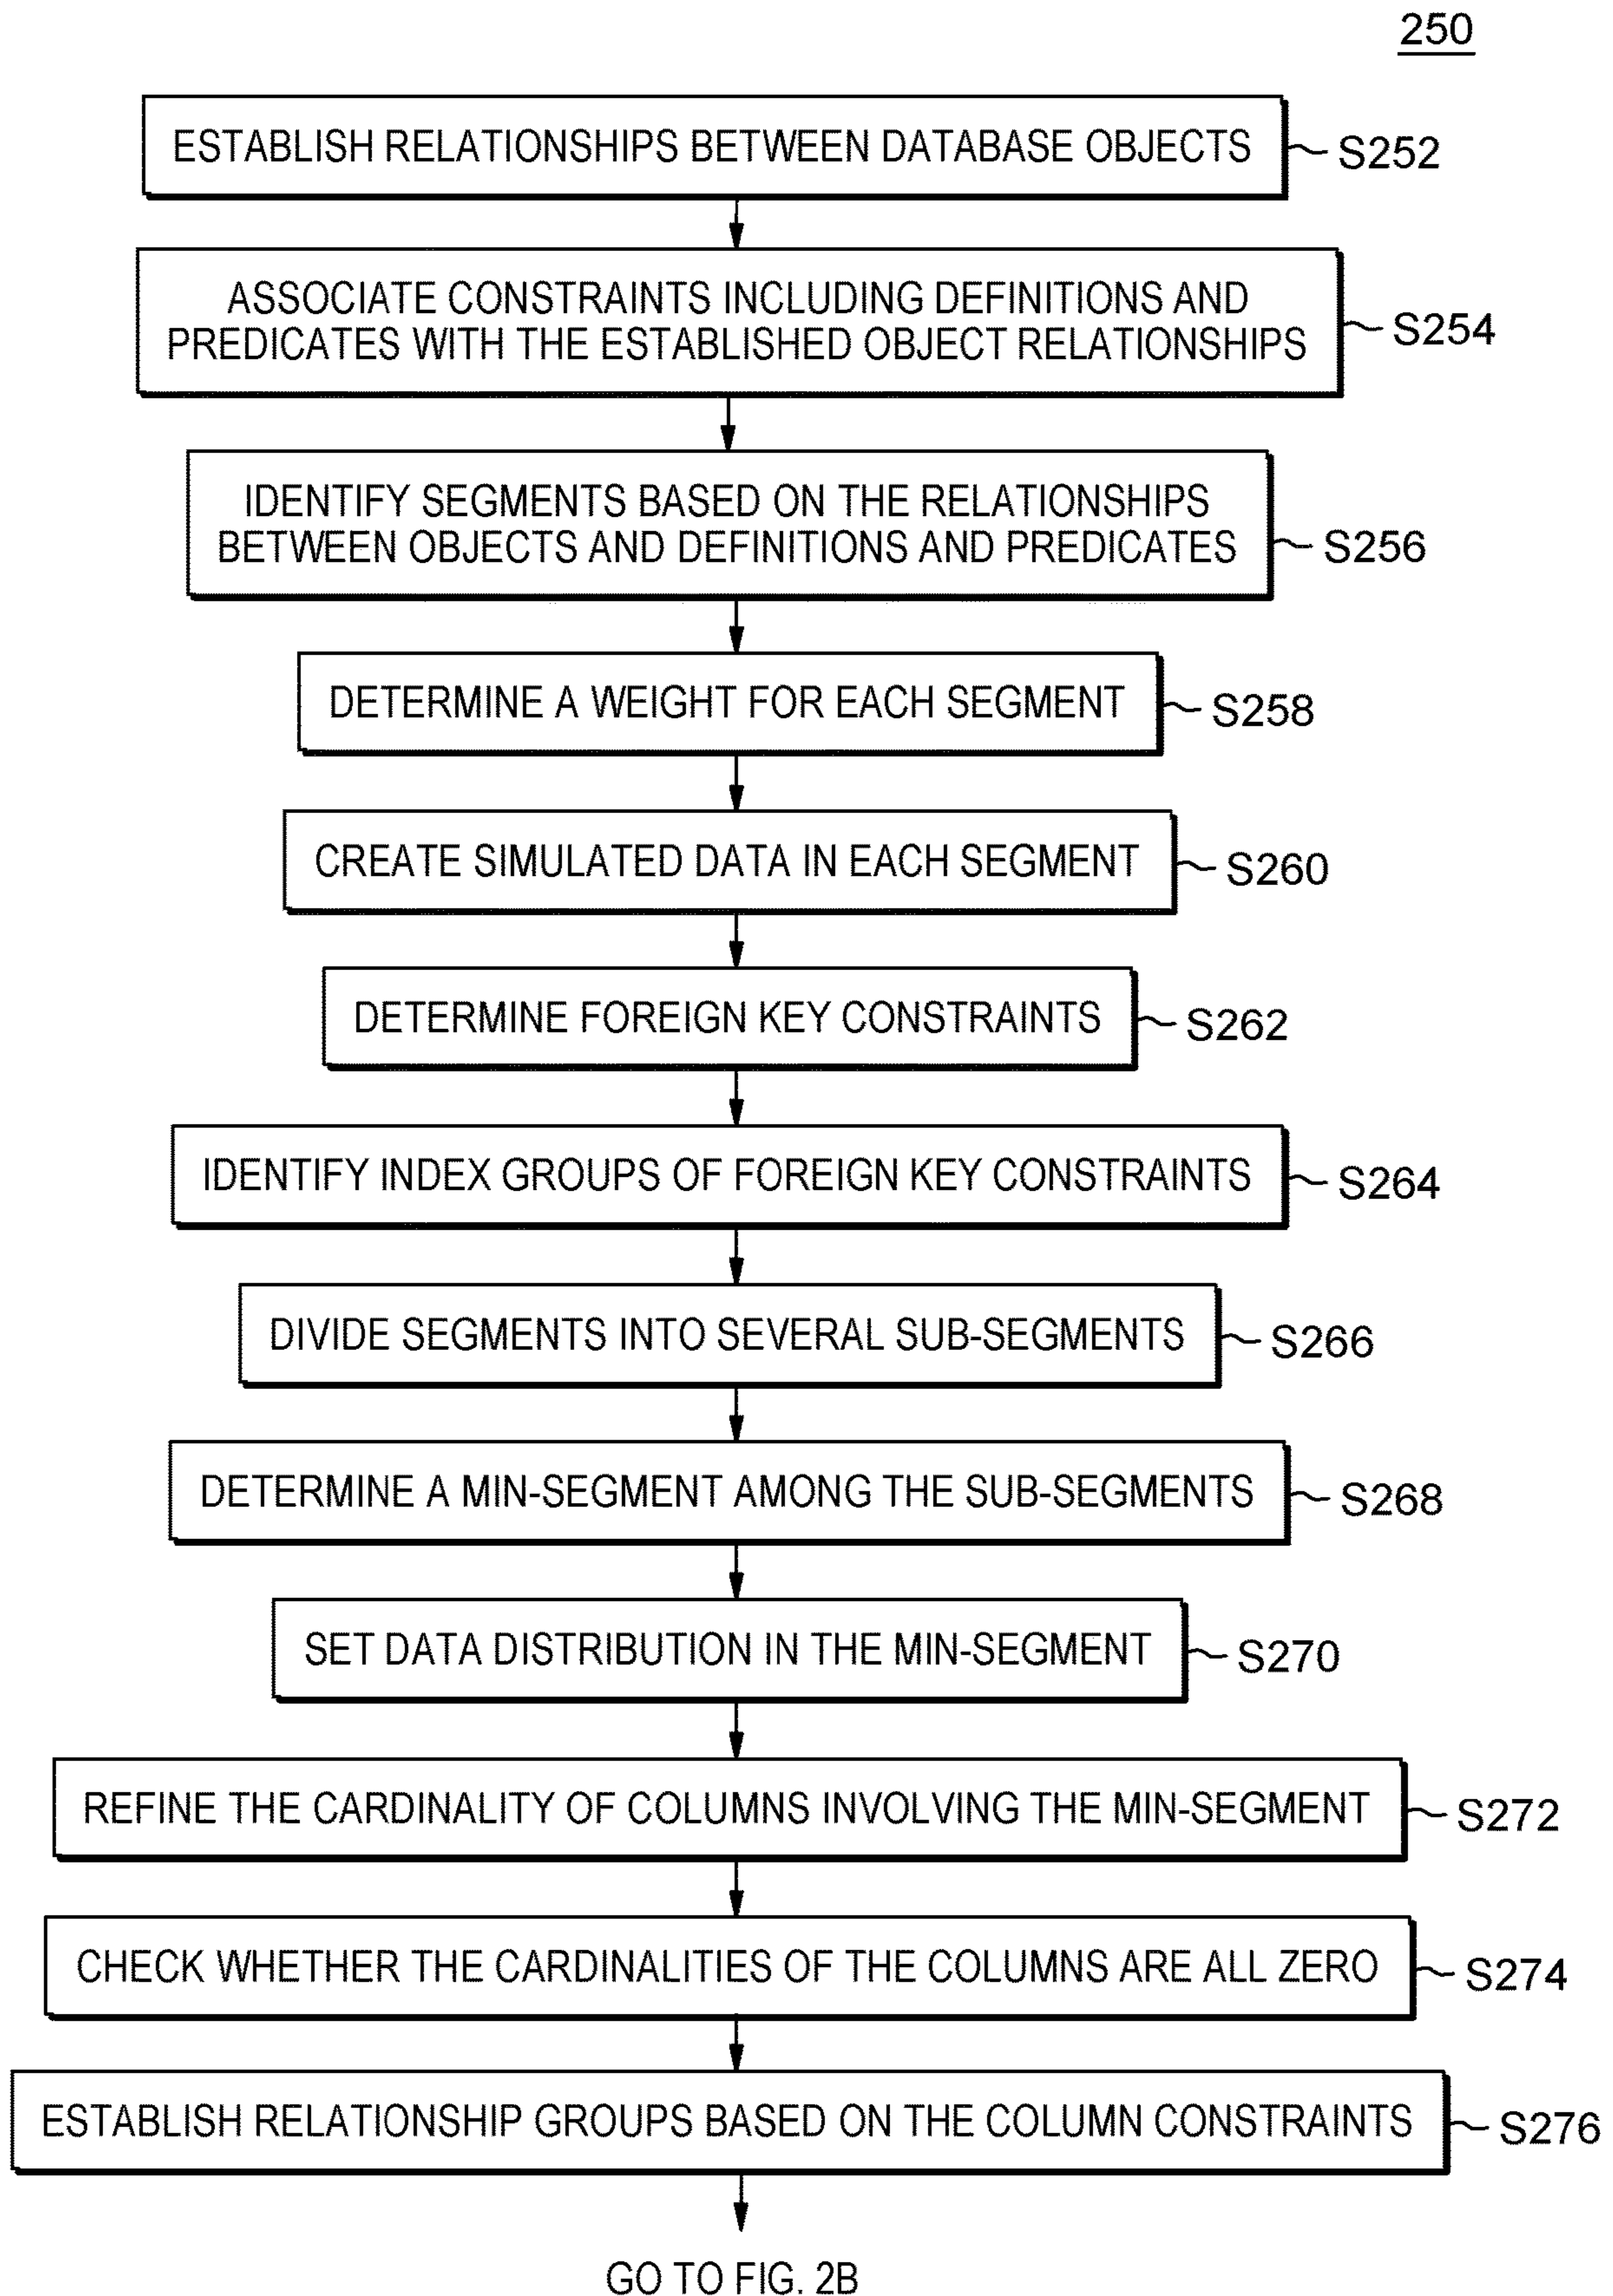 250
ESTABLISH RELATIONSHIPS BETWEEN DATABASE OBJECTS
S252
ASSOCIATE CONSTRAINTS INCLUDING DEFINITIONS AND
PREDICATES WITH THE ESTABLISHED OBJECT RELATIONSHIPS
S254
IDENTIFY SEGMENTS BASED ON THE RELATIONSHIPS
BETWEEN OBJECTS AND DEFINITIONS AND PREDICATES
S256
DETERMINE A WEIGHT FOR EACH SEGMENT
S258
CREATE SIMULATED DATA IN EACH SEGMENT
S260
DETERMINE FOREIGN KEY CONSTRAINTS
S262
IDENTIFY INDEX GROUPS OF FOREIGN KEY CONSTRAINTS
S264
DIVIDE SEGMENTS INTO SEVERAL SUB-SEGMENTS
S266
DETERMINE A MIN-SEGMENT AMONG THE SUB-SEGMENTS
S268
SET DATA DISTRIBUTION IN THE MIN-SEGMENT
S270
REFINE THE CARDINALITY OF COLUMNS INVOLVING THE MIN-SEGMENT
S272
CHECK WHETHER THE CARDINALITIES OF THE COLUMNS ARE ALL ZERO
S274
ESTABLISH RELATIONSHIP GROUPS BASED ON THE COLUMN CONSTRAINTS
S276
GO TO FIG. 2B